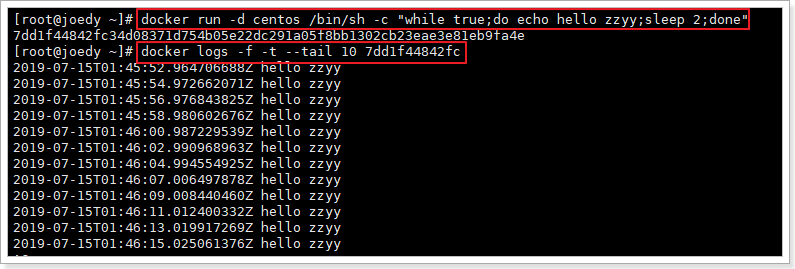 [root@joedy ~]# docker run -d centos /bin/sh -c "while true;do echo hello zzyy;sleep 2;done"
7dd1f44842fc34d08371d754b05e22dc291a05f8bb1302cb23eae3e81eb9fa4e
[root@joedy ~]# docker logs -f -t --tail 10 7dd1f44842fc
2019-07-15T01:45:52.964706688Z hello zzyy
2019-07-15T01:45:54.972662071Z hello zzyy
2019-07-15T01:45:56.976843825Z hello zzyy
2019-07-15T01:45:58.980602676Z hello zzyy
2019-07-15T01:46:00.987229539Z hello zzyy
2019-07-15T01:46:02.990968963Z hello zzyy
2019-07-15T01:46:04.994554925Z hello zzyy
2019-07-15T01:46:07.006497878Z hello zzyy
2019-07-15T01:46:09.008440460Z hello zzyy
2019-07-15T01:46:11.012400332Z hello zzyy
2019-07-15T01:46:13.019917269Z hello zzyy
2019-07-15T01:46:15.025061376Z hello zzyy